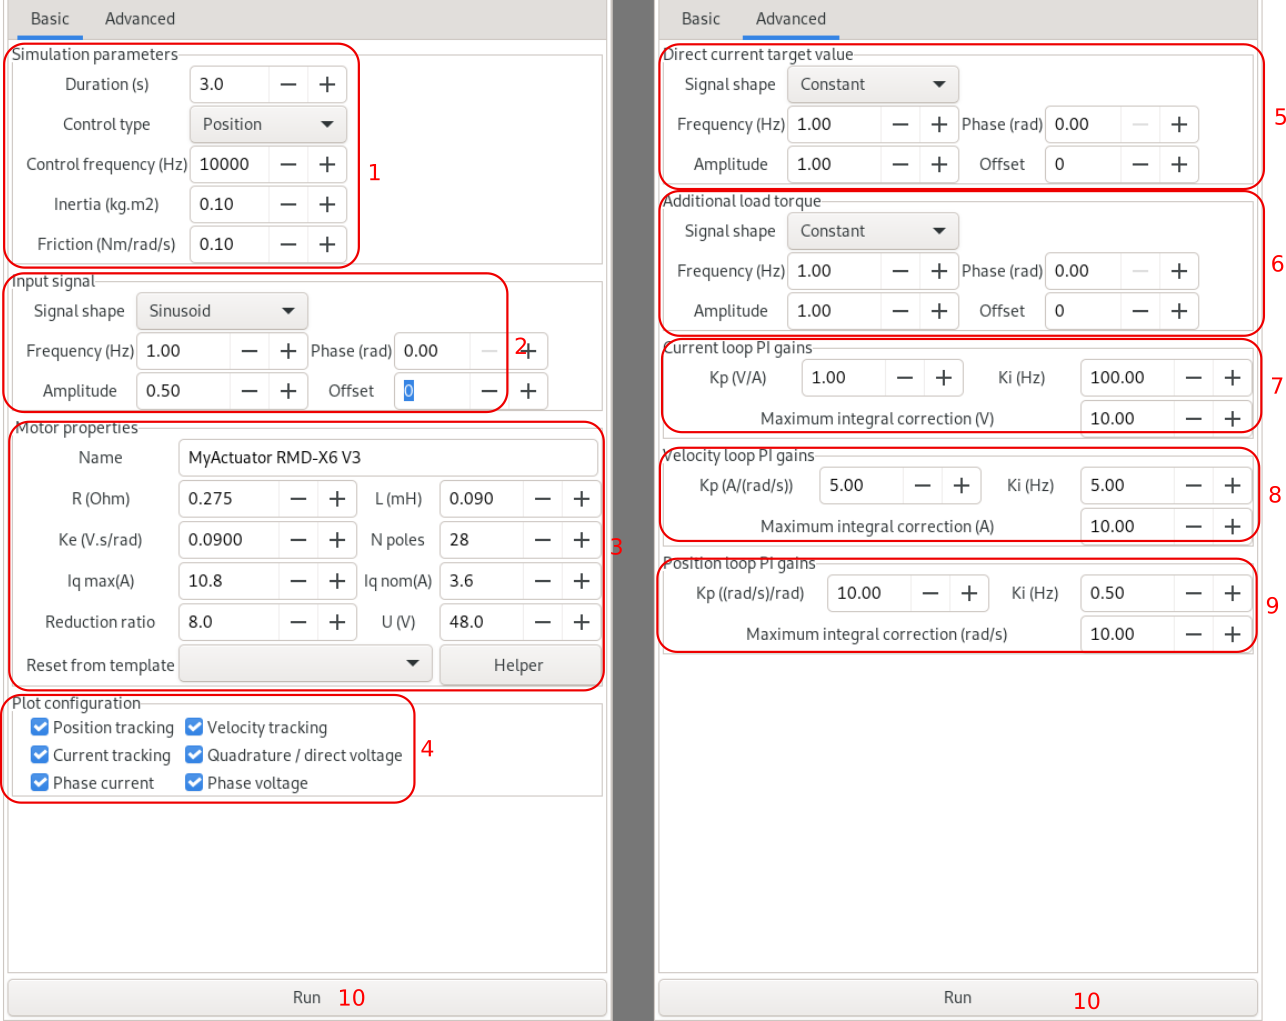 Basic Advanced
Simulation parameters
Duration (s) 3.0
Control type Position
Control frequency (Hz) 10000
1
Inertia (kg.m2) 0.10
Friction (Nm/rad/s) 0.10
Input signal
Signal shape Sinusoid
Frequency (Hz) 1.00 Phase (rad) 0.00
2
Amplitude 0.50 Offset 0
Motor properties
Name MyActuator RMD-X6 V3
R (Ohm) 0.275 L (mH) 0.090
Ke (V.s/rad) 0.0900 N poles 28
3
Iq max(A) 10.8 Iq nom(A) 3.6
Reduction ratio 8.0 U (V) 48.0
Reset from template Helper
Plot configuration
Position tracking Velocity tracking
Current tracking Quadrature / direct voltage
4
Phase current Phase voltage
Run 10
Basic Advanced
Direct current target value
Signal shape Constant
Frequency (Hz) 1.00 Phase (rad) 0.00
5
Amplitude 1.00 Offset 0
Additional load torque
Signal shape Constant
Frequency (Hz) 1.00 Phase (rad) 0.00
6
Amplitude 1.00 Offset 0
Current loop PI gains
Kp (V/A) 1.00 Ki (Hz) 100.00
7
Maximum integral correction (V) 10.00
Velocity loop PI gains
Kp (A/(rad/s)) 5.00 Ki (Hz) 5.00
8
Maximum integral correction (A) 10.00
Position loop PI gains
Kp ((rad/s)/rad) 10.00 Ki (Hz) 0.50
9
Maximum integral correction (rad/s) 10.00
Run 10